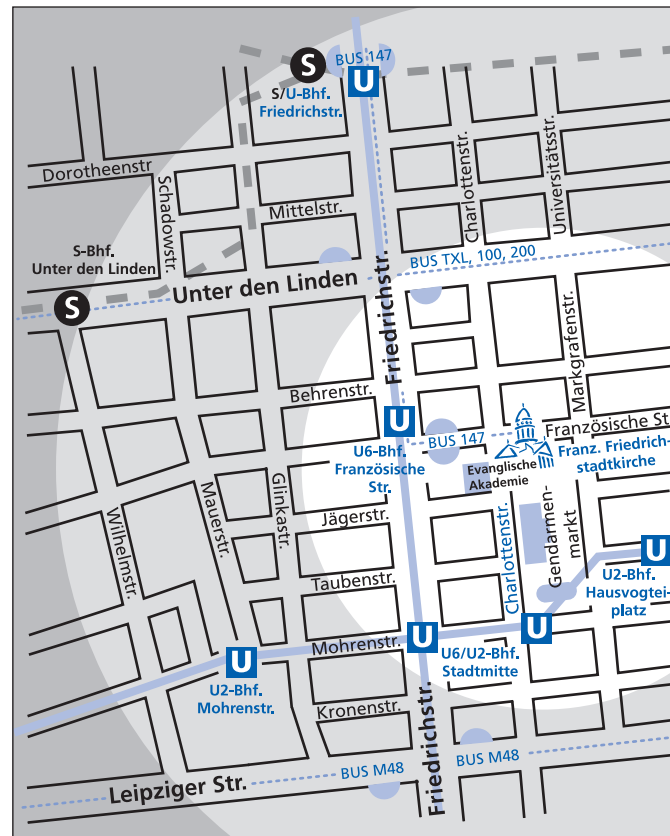 BUS 147
S
U
S/U-Bhf.
Friedrichstr.
Dorotheenstr
Schadowstr.
Mittelstr.
Charlottenstr.
Universitätsstr.
S-Bhf.
Unter den Linden
S
Unter den Linden
BUS TXL, 100, 200
Friedrichstr.
Markgrafenstr.
Behrenstr.
U
BUS 147
Französische St
U6-Bhf.
Französische
Str.
Evanglische
Akademie
Franz. Friedrich-
stadtkirche
Wilhelmstr.
Mauerstr.
Glinkastr.
Jägerstr.
Charlottenstr.
Gendarmen-
markt
U
U2-Bhf.
Hausvogtei-
platz
Taubenstr.
Mohrenstr.
U
U
U
U2-Bhf.
Mohrenstr.
U6/U2-Bhf.
Stadtmitte
Kronenstr.
Friedrichstr.
Leipziger Str.
BUS M48
BUS M48